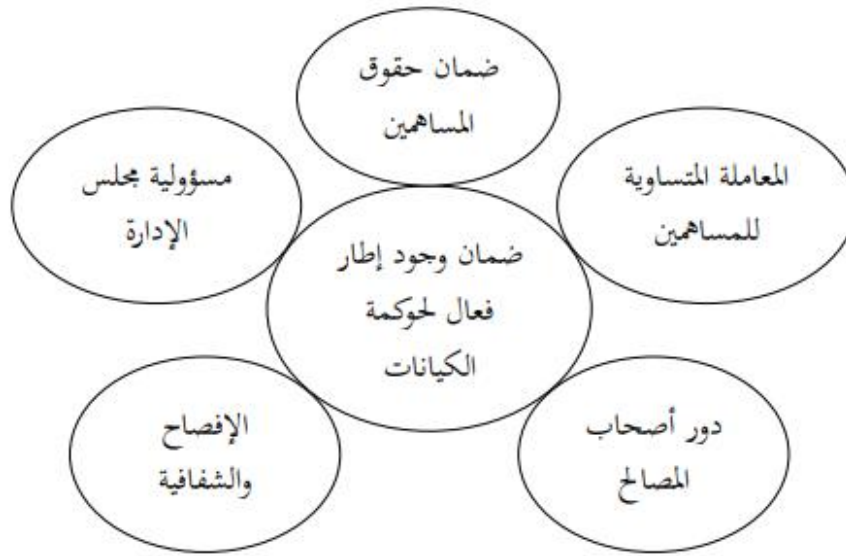 ضمان حقوق
المساهمين
المعاملة المتساوية
للمساهمين
مسؤولية مجلس
الإدارة
ضمان وجود إطار
فعال لحوكمة
الكيانات
دور أصحاب
المصالح
الإفصاح
والشفافية